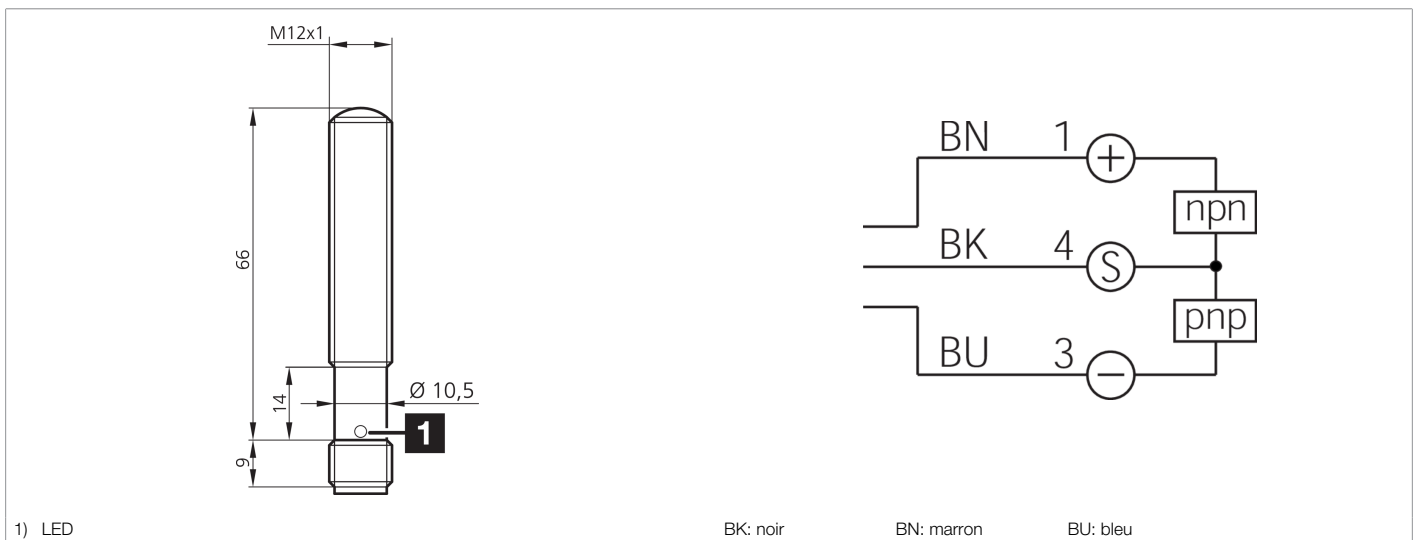 M12x1
66
14
Ø 10,5
1
9
BN 1 +
npn
BK 4 S
pnp
BU 3 −
1) LED
BK: noir BN: marron BU: bleu